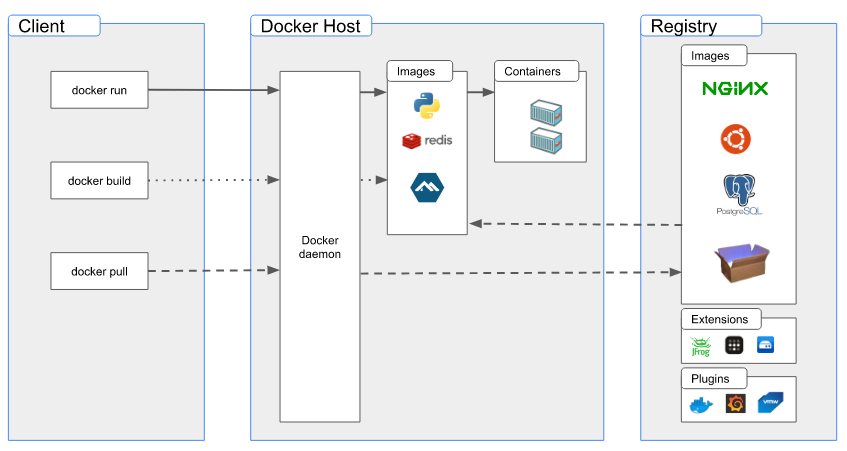 Client
Docker Host
Registry
docker run
docker build
docker pull
Docker
daemon
Images
redis
Containers
Images
NGINX
PostgreSQL
Extensions
JFrog
Plugins
vmw